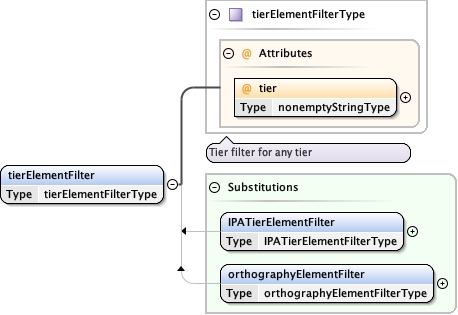 tierElementFilterType
@ Attributes
@ tier
Type nonemptyStringType
Tier filter for any tier
tierElementFilter
Type tierElementFilterType
Substitutions
IPATierElementFilter
Type IPATierElementFilterType
orthographyElementFilter
Type orthographyElementFilterType